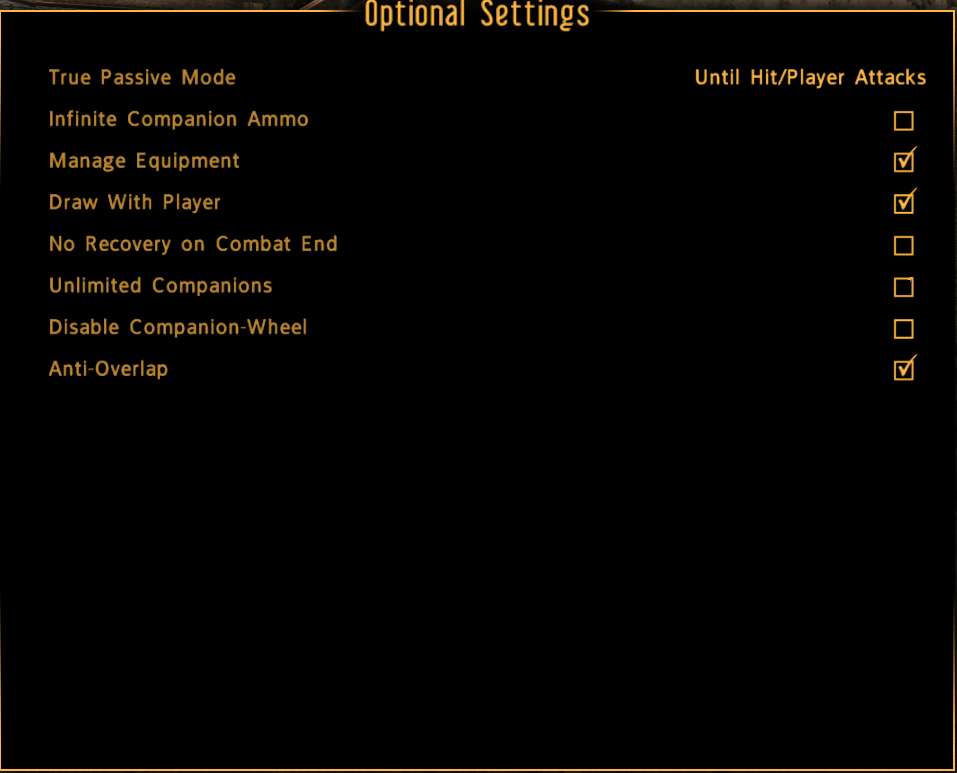 Optional Settings
True Passive Mode Until Hit/Player Attacks
Infinite Companion Ammo
Manage Equipment
Draw With Player
No Recovery on Combat End
Unlimited Companions
Disable Companion-Wheel
Anti-Overlap